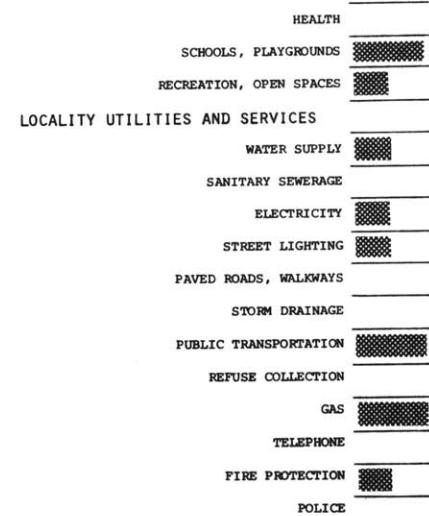 HEALTH
SCHOOLS, PLAYGROUNDS
RECREATION, OPEN SPACES
LOCALITY UTILITIES AND SERVICES
WATER SUPPLY
SANITARY SEWERAGE
ELECTRICITY
STREET LIGHTING
PAVED ROADS, WALKWAYS
STORM DRAINAGE
PUBLIC TRANSPORTATION
REFUSE COLLECTION
GAS
TELEPHONE
FIRE PROTECTION
POLICE